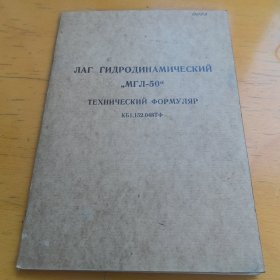 ЛАГ ГИДРОДИНАМИЧЕСКИЙ
„МГЛ-50“
ТЕХНИЧЕСКИЙ ФОРМУЛЯР